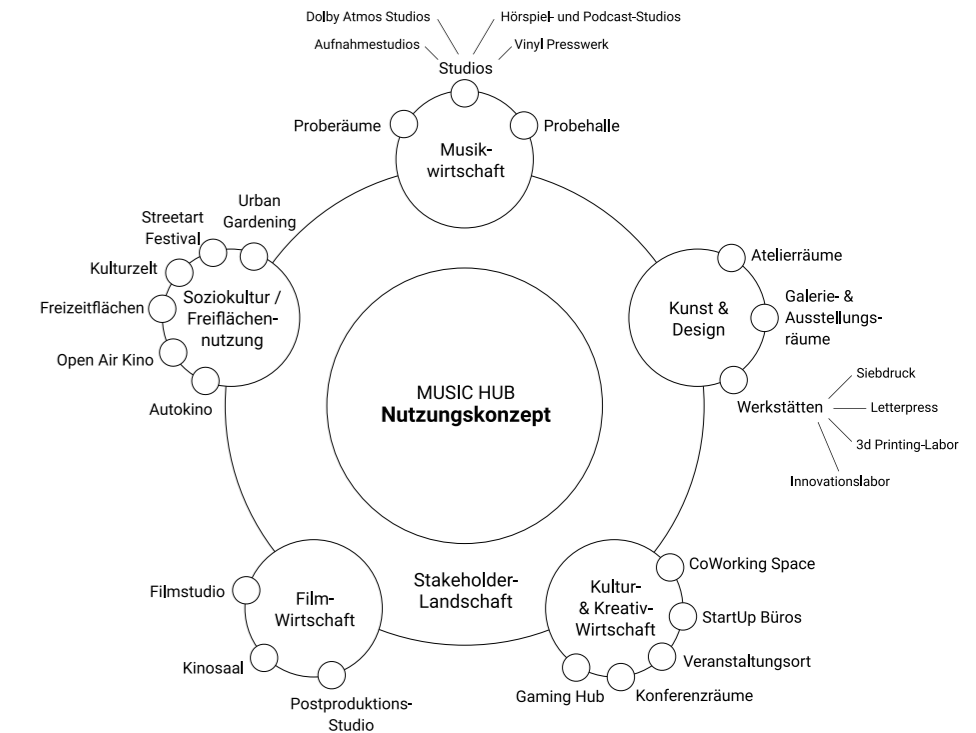 Dolby Atmos Studios
Hörspiel- und Podcast-Studios
Aufnahmestudios
Vinyl Presswerk
Studios
Proberäume
Probehalle
Musik-
wirtschaft
Urban
Gardening
Streetart
Festival
Kulturzelt
Freizeitflächen
Open Air Kino
Autokino
Soziokultur /
Freiflächen-
nutzung
Atelierräume
Galerie- &
Ausstellungs-
räume
Kunst &
Design
Werkstätten
Siebdruck
Letterpress
3d Printing-Labor
Innovationslabor
MUSIC HUB
Nutzungskonzept
Stakeholder-
Landschaft
Filmstudio
Film-
Wirtschaft
Kinosaal
Postproduktions-
Studio
Kultur-
& Kreativ-
Wirtschaft
CoWorking Space
StartUp Büros
Veranstaltungsort
Konferenzräume
Gaming Hub